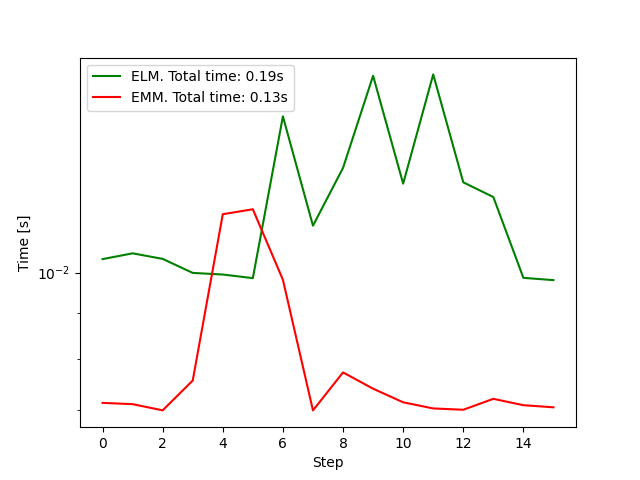 ELM. Total time: 0.19s
EMM. Total time: 0.13s
Time [s]
10⁻²
0 2 4 6 8 10 12 14
Step